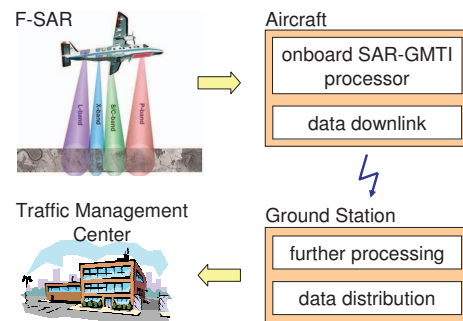 F-SAR
L-band
X-band
S/C-band
P-band
Aircraft
onboard SAR-GMTI
processor
data downlink
Traffic Management
Center
Ground Station
further processing
data distribution